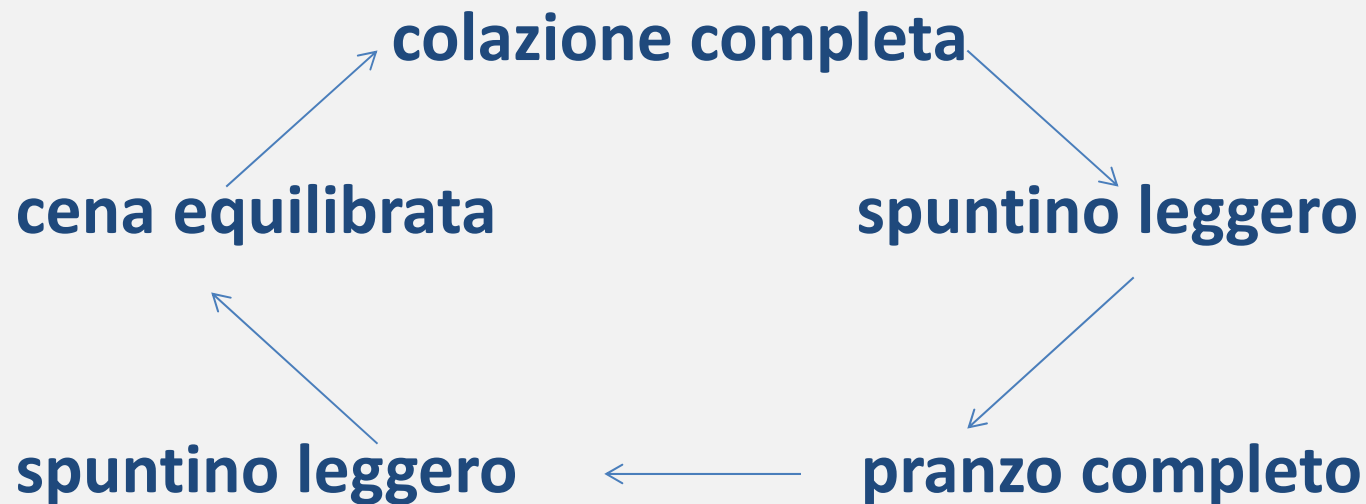 colazione completa
cena equilibrata
spuntino leggero
spuntino leggero
pranzo completo